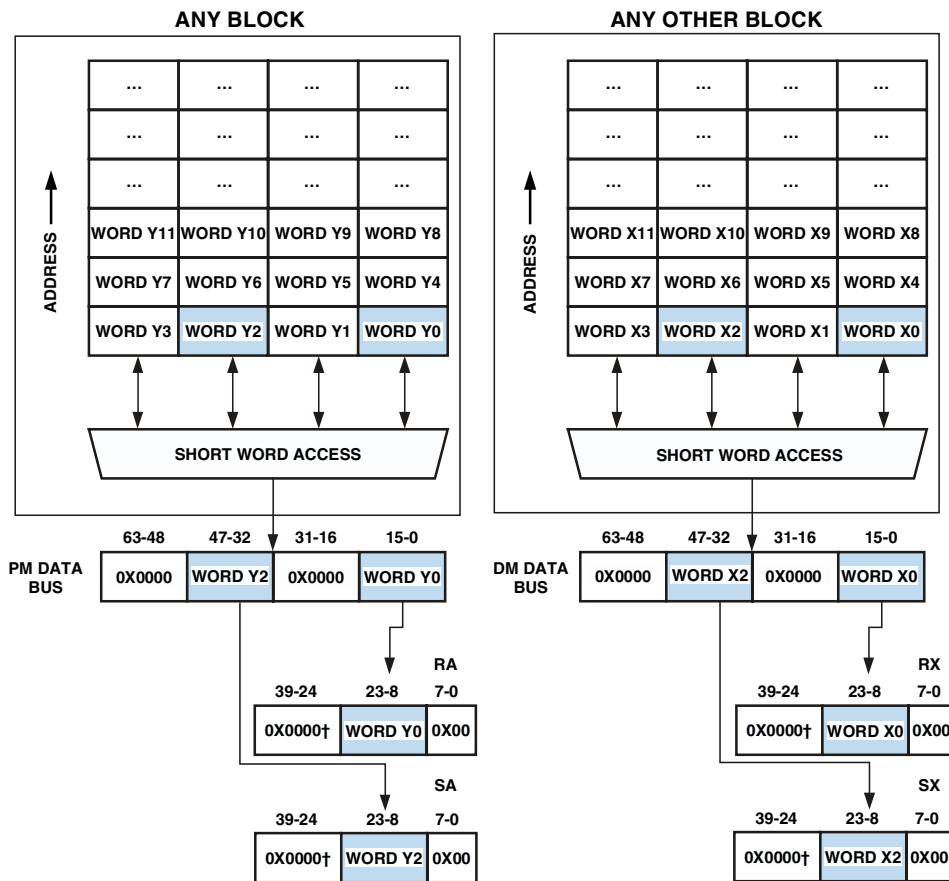 ANY BLOCK
ANY OTHER BLOCK
... ... ... ...
... ... ... ...
... ... ... ...
WORD Y11 WORD Y10 WORD Y9 WORD Y8
WORD Y7 WORD Y6 WORD Y5 WORD Y4
WORD Y3 WORD Y2 WORD Y1 WORD Y0
ADDRESS
SHORT WORD ACCESS
... ... ... ...
... ... ... ...
... ... ... ...
WORD X11 WORD X10 WORD X9 WORD X8
WORD X7 WORD X6 WORD X5 WORD X4
WORD X3 WORD X2 WORD X1 WORD X0
ADDRESS
SHORT WORD ACCESS
63-48 47-32 31-16 15-0
PM DATA
BUS
0X0000 WORD Y2 0X0000 WORD Y0
RA
39-24 23-8 7-0
0X0000† WORD Y0 0X00
SA
39-24 23-8 7-0
0X0000† WORD Y2 0X00
63-48 47-32 31-16 15-0
DM DATA
BUS
0X0000 WORD X2 0X0000 WORD X0
RX
39-24 23-8 7-0
0X0000† WORD X0 0X00
SX
39-24 23-8 7-0
0X0000† WORD X2 0X00